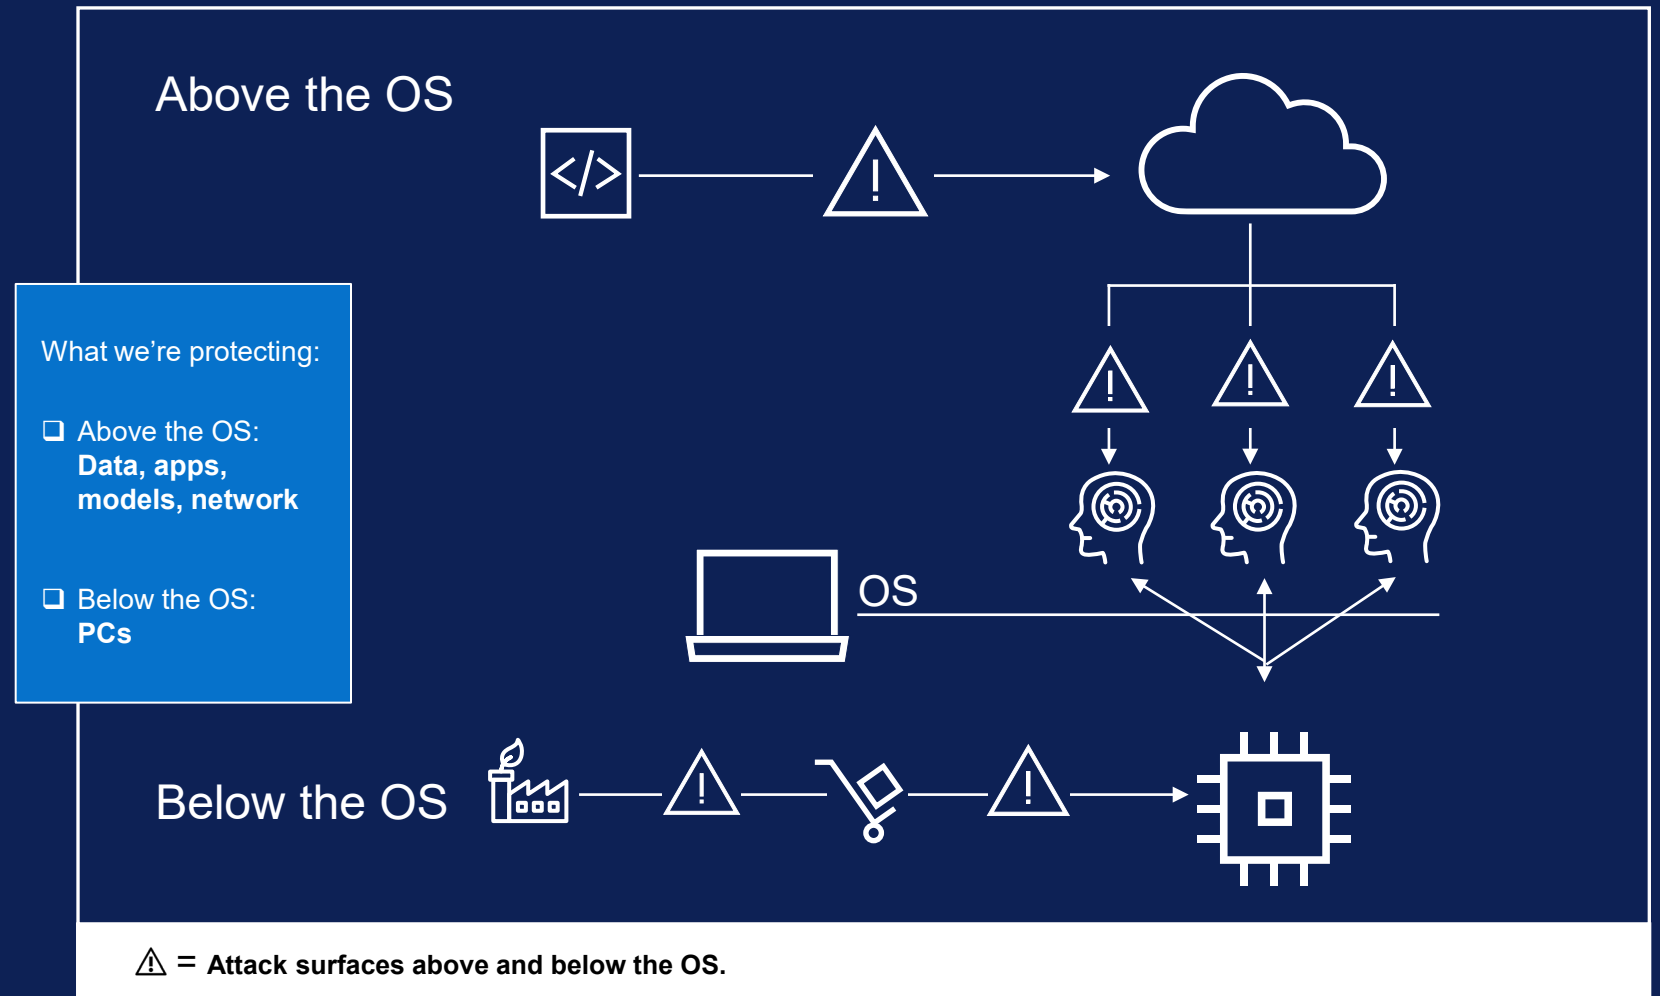 Above the OS
</>
What we’re protecting:
❑ Above the OS:
Data, apps,
models, network
❑ Below the OS:
PCs
OS
Below the OS
⚠ = Attack surfaces above and below the OS.